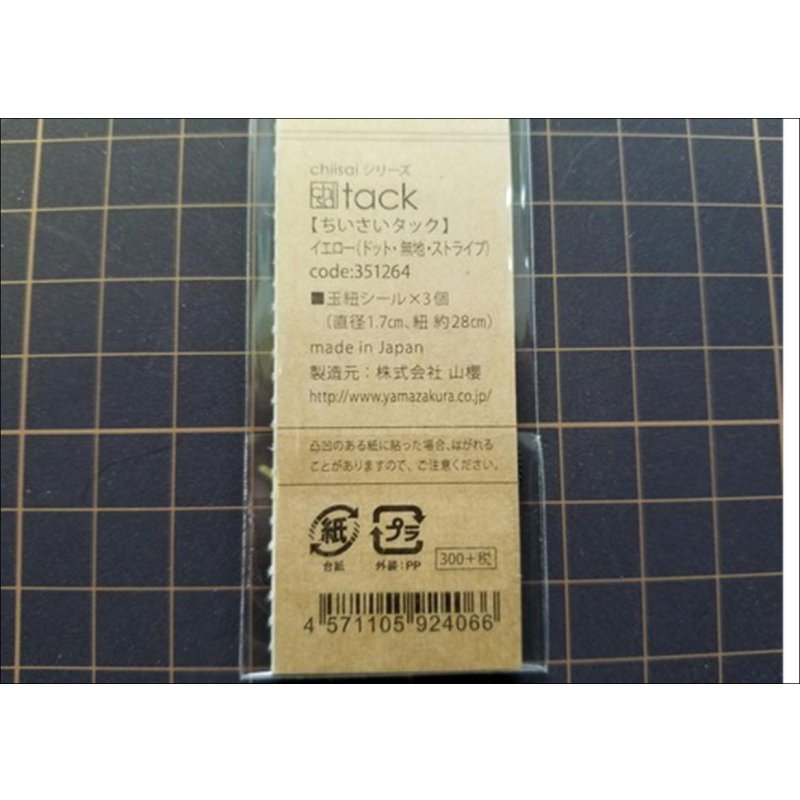 chiisai シリーズ
tack
【ちいさいタック】
イエロー(ドット・無地・ストライプ)
code:351264
■玉紐シール×3個
(直径1.7㎝、紐 約28㎝)
made in Japan
製造元：株式会社 山櫻
http://www.yamazakura.co.jp/
凸凹のある紙に貼った場合、はがれる
ことがありますので、ご注意ください。
紙 プラ
台紙 外装：PP 300+税
4 571105 924066